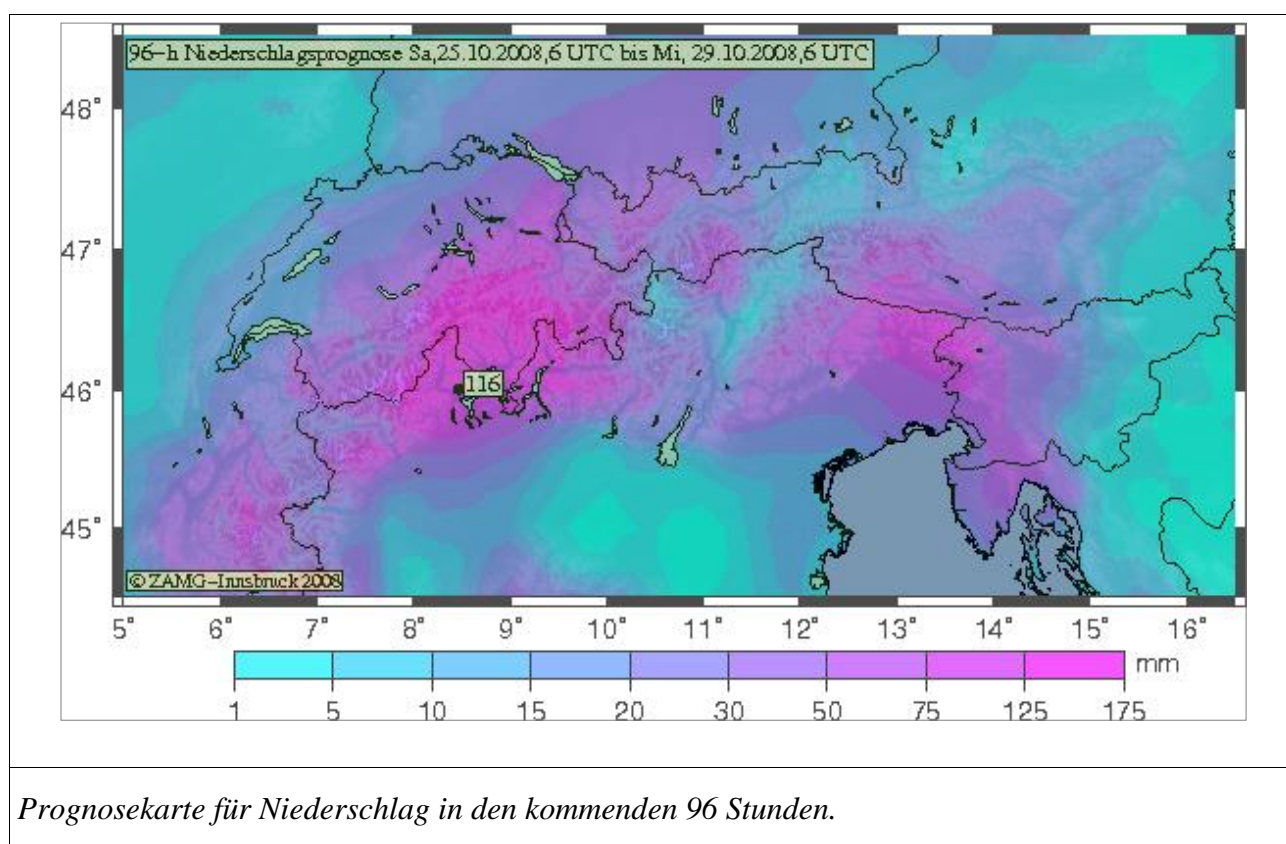 96-h Niederschlagsprognose Sa,25.10.2008,6 UTC bis Mi, 29.10.2008,6 UTC
48°
47°
46°
45°
116
© ZAMG-Innsbruck 2008
5° 6° 7° 8° 9° 10° 11° 12° 13° 14° 15° 16°
mm
1 5 10 15 20 30 50 75 125 175
Prognosekarte für Niederschlag in den kommenden 96 Stunden.